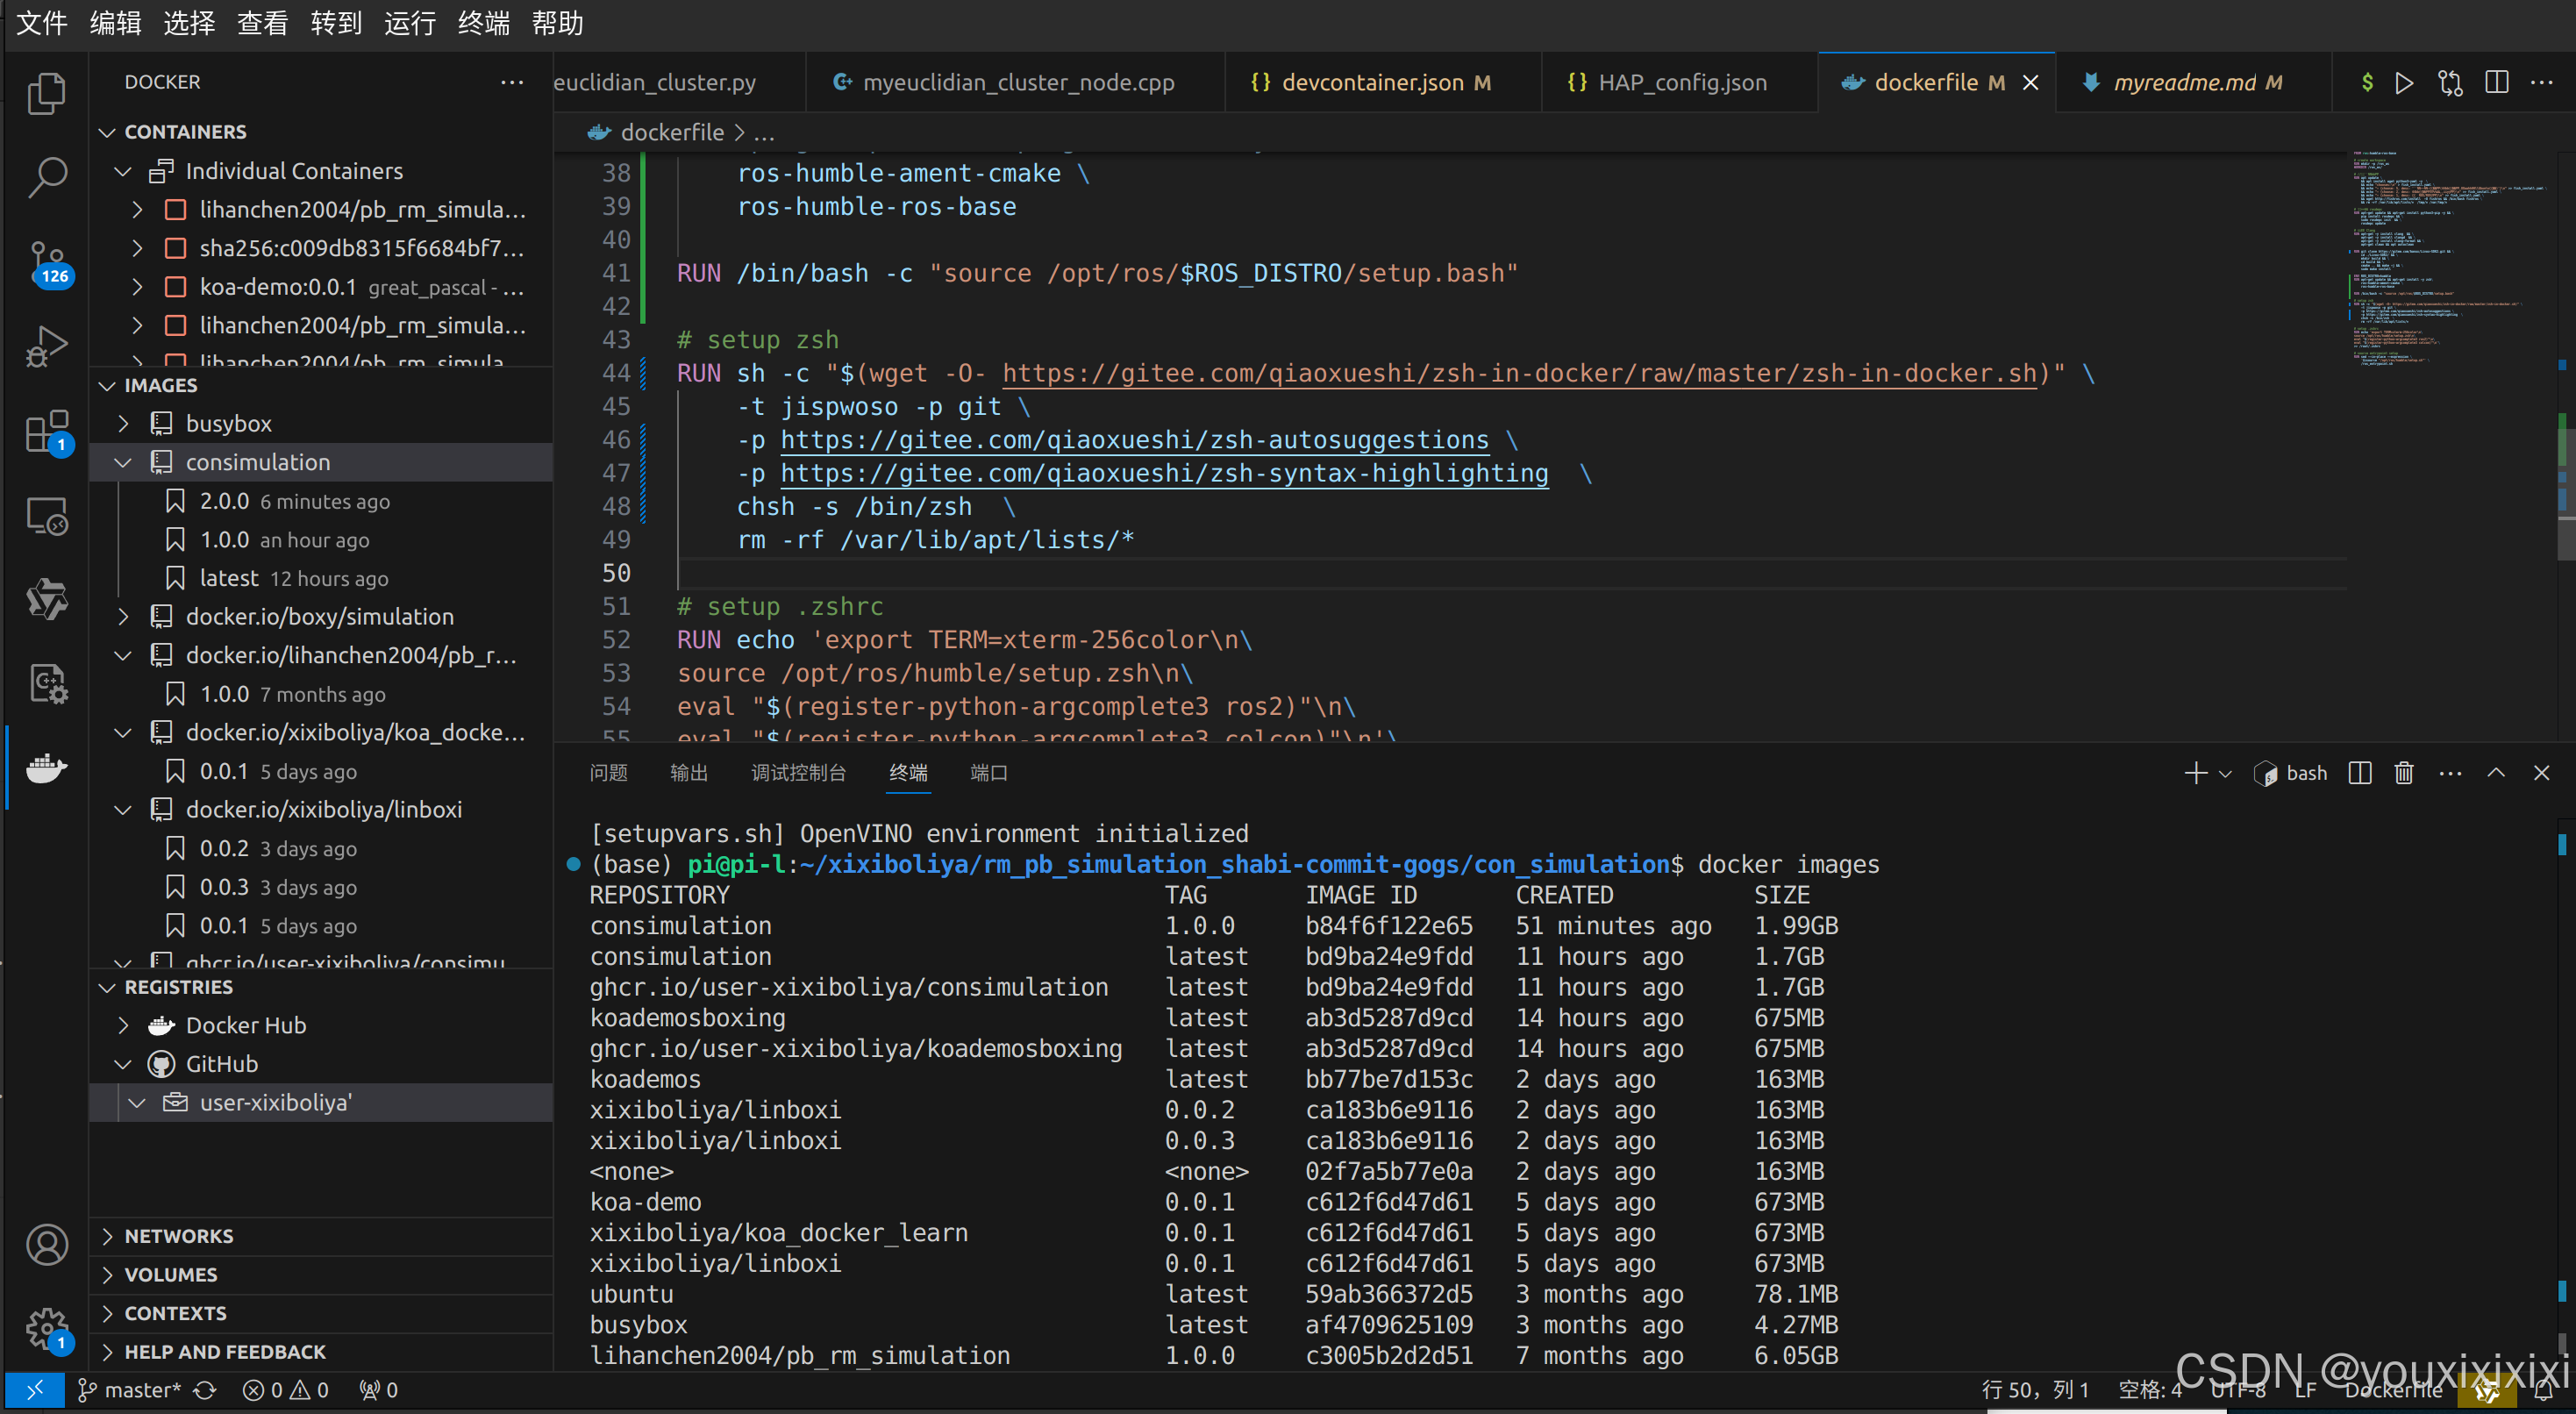 文件 编辑 选择 查看 转到 运行 终端 帮助
DOCKER
CONTAINERS
Individual Containers
lihanchen2004/pb_rm_simula...
sha256:c009db8315f6684bf7...
koa-demo:0.0.1 great_pascal - ...
lihanchen2004/pb_rm_simula...
lihanchen2004/pb_rm_simula
IMAGES
busybox
consimulation
2.0.0 6 minutes ago
1.0.0 an hour ago
latest 12 hours ago
docker.io/boxy/simulation
docker.io/lihanchen2004/pb_r...
1.0.0 7 months ago
docker.io/xixiboliya/koa_docke...
0.0.1 5 days ago
docker.io/xixiboliya/linboxi
0.0.2 3 days ago
0.0.3 3 days ago
0.0.1 5 days ago
ghcr.io/user-xixiboliya/consimu
REGISTRIES
Docker Hub
GitHub
user-xixiboliya'
NETWORKS
VOLUMES
CONTEXTS
HELP AND FEEDBACK
126
1
1
euclidian_cluster.py myeuclidian_cluster_node.cpp {} devcontainer.json M {} HAP_config.json dockerfile M myreadme.md M
dockerfile > ...
38 ros-humble-ament-cmake \
39 ros-humble-ros-base
40
41 RUN /bin/bash -c "source /opt/ros/$ROS_DISTRO/setup.bash"
42
43 # setup zsh
44 RUN sh -c "$(wget -O- https://gitee.com/qiaoxueshi/zsh-in-docker/raw/master/zsh-in-docker.sh)" \
45 -t jispwoso -p git \
46 -p https://gitee.com/qiaoxueshi/zsh-autosuggestions \
47 -p https://gitee.com/qiaoxueshi/zsh-syntax-highlighting \
48 chsh -s /bin/zsh \
49 rm -rf /var/lib/apt/lists/*
50
51 # setup .zshrc
52 RUN echo 'export TERM=xterm-256color\n\
53 source /opt/ros/humble/setup.zsh\n\
54 eval "$(register-python-argcomplete3 ros2)"\n\
55 eval "$(register-python-argcomplete3 colcon)"\n'\
问题 输出 调试控制台 终端 端口
bash
[setupvars.sh] OpenVINO environment initialized
(base) pi@pi-l:~/xixiboliya/rm_pb_simulation_shabi-commit-gogs/con_simulation$ docker images
REPOSITORY TAG IMAGE ID CREATED SIZE
consimulation 1.0.0 b84f6f122e65 51 minutes ago 1.99GB
consimulation latest bd9ba24e9fdd 11 hours ago 1.7GB
ghcr.io/user-xixiboliya/consimulation latest bd9ba24e9fdd 11 hours ago 1.7GB
koademosboxing latest ab3d5287d9cd 14 hours ago 675MB
ghcr.io/user-xixiboliya/koademosboxing latest ab3d5287d9cd 14 hours ago 675MB
koademos latest bb77be7d153c 2 days ago 163MB
xixiboliya/linboxi 0.0.2 ca183b6e9116 2 days ago 163MB
xixiboliya/linboxi 0.0.3 ca183b6e9116 2 days ago 163MB
<none> <none> 02f7a5b77e0a 2 days ago 163MB
koa-demo 0.0.1 c612f6d47d61 5 days ago 673MB
xixiboliya/koa_docker_learn 0.0.1 c612f6d47d61 5 days ago 673MB
xixiboliya/linboxi 0.0.1 c612f6d47d61 5 days ago 673MB
ubuntu latest 59ab366372d5 3 months ago 78.1MB
busybox latest af4709625109 3 months ago 4.27MB
lihanchen2004/pb_rm_simulation 1.0.0 c3005b2d2d51 7 months ago 6.05GB
master* 0 0 0
行 50，列 1 空格: 4 UTF-8 LF Dockerfile
CSDN @youxixixixi